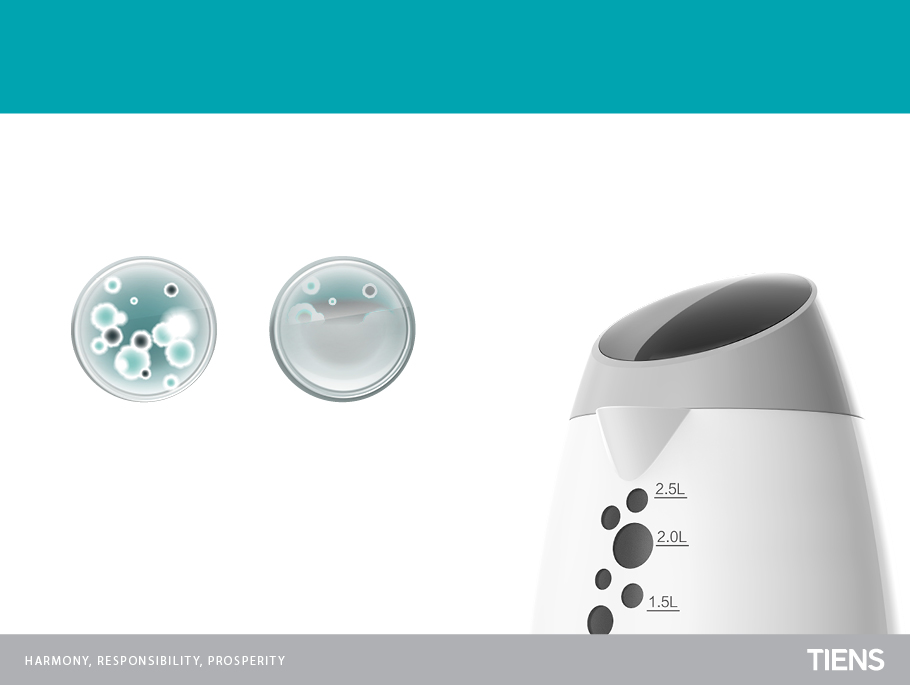 2.5L
2.0L
1.5L
HARMONY, RESPONSIBILITY, PROSPERITY
TIENS